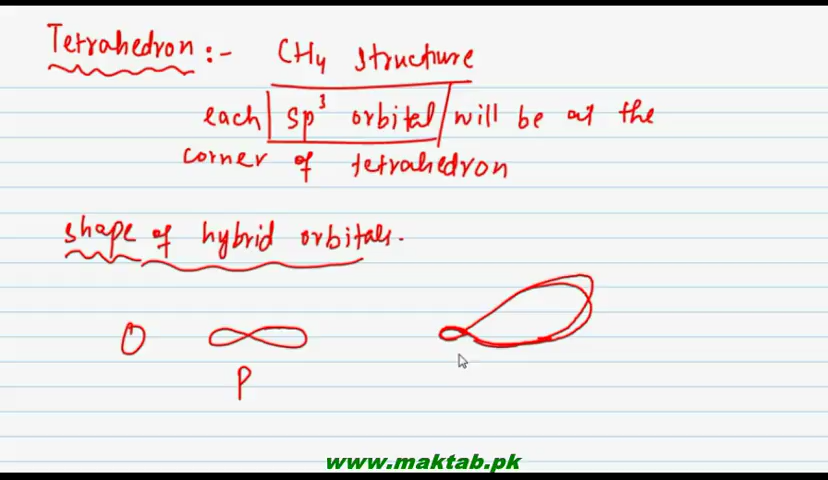 Tetrahedron :- CH4 structure
each sp³ orbital will be at the
corner of tetrahedron
shape of hybrid orbitals.
P
www.maktab.pk